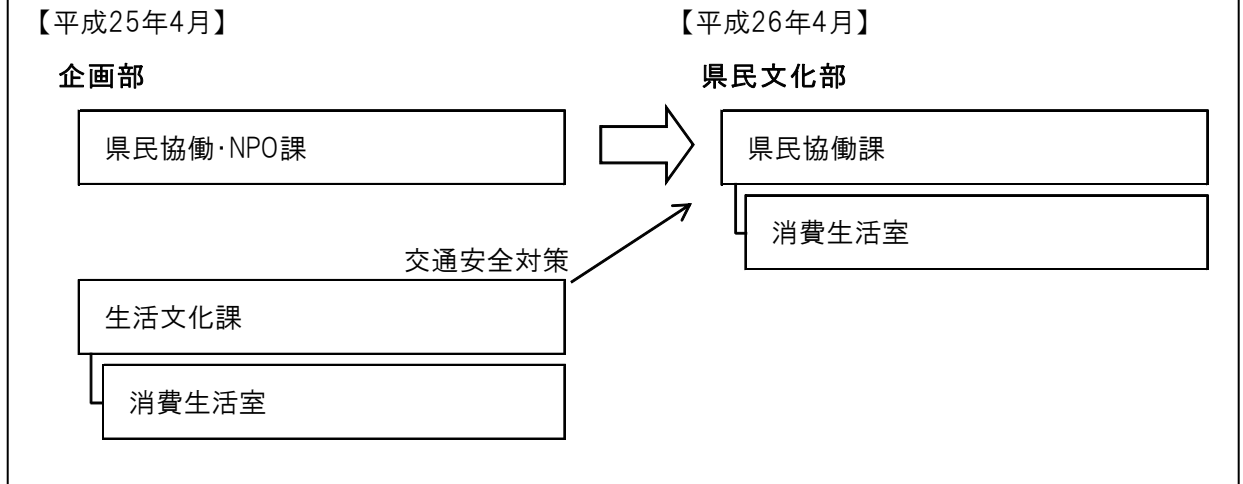 【平成25年4月】
【平成26年4月】
企画部
県民文化部
県民協働・NPO課
県民協働課
消費生活室
交通安全対策
生活文化課
消費生活室